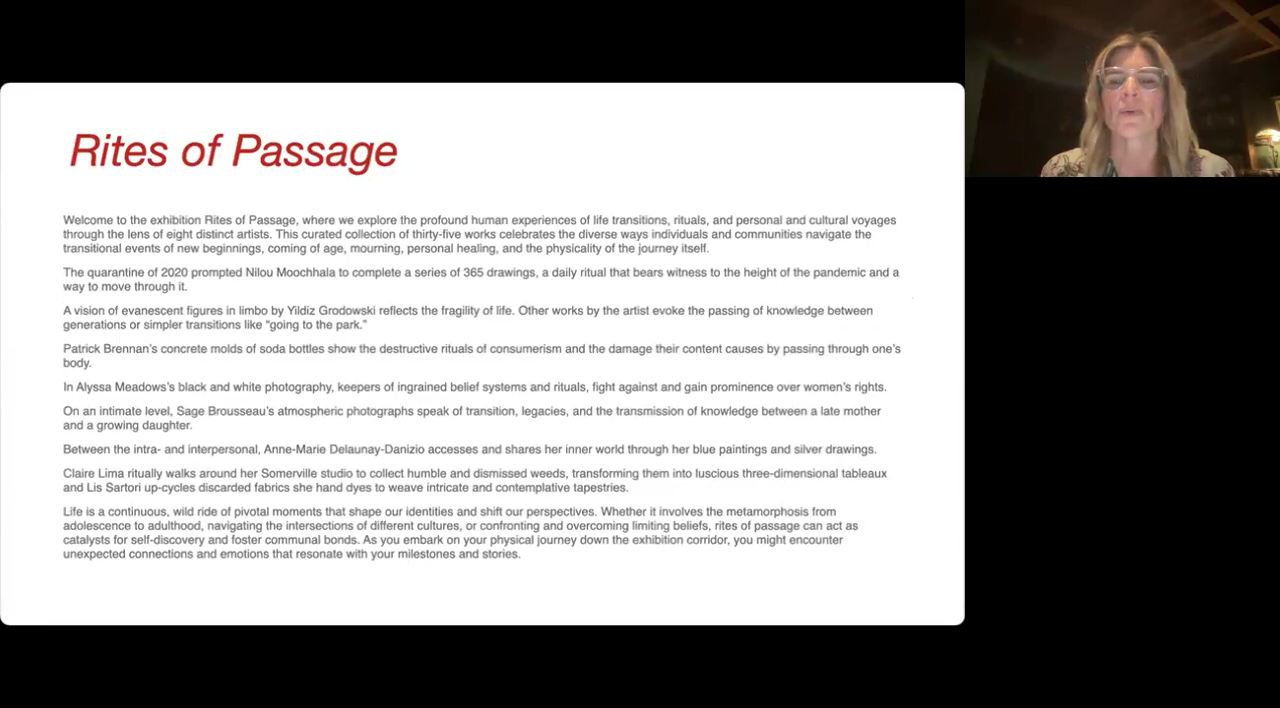 Rites of Passage
Welcome to the exhibition Rites of Passage, where we explore the profound human experiences of life transitions, rituals, and personal and cultural voyages
through the lens of eight distinct artists. This curated collection of thirty-five works celebrates the diverse ways individuals and communities navigate the
transitional events of new beginnings, coming of age, mourning, personal healing, and the physicality of the journey itself.
The quarantine of 2020 prompted Nilou Moochhala to complete a series of 365 drawings, a daily ritual that bears witness to the height of the pandemic and a
way to move through it.
A vision of evanescent figures in limbo by Yildiz Grodowski reflects the fragility of life. Other works by the artist evoke the passing of knowledge between
generations or simpler transitions like “going to the park.”
Patrick Brennan’s concrete molds of soda bottles show the destructive rituals of consumerism and the damage their content causes by passing through one’s
body.
In Alyssa Meadows’s black and white photography, keepers of ingrained belief systems and rituals, fight against and gain prominence over women’s rights.
On an intimate level, Sage Brousseau’s atmospheric photographs speak of transition, legacies, and the transmission of knowledge between a late mother
and a growing daughter.
Between the intra- and interpersonal, Anne-Marie Delaunay-Danizio accesses and shares her inner world through her blue paintings and silver drawings.
Claire Lima ritually walks around her Somerville studio to collect humble and dismissed weeds, transforming them into luscious three-dimensional tableaux
and Lis Sartori up-cycles discarded fabrics she hand dyes to weave intricate and contemplative tapestries.
Life is a continuous, wild ride of pivotal moments that shape our identities and shift our perspectives. Whether it involves the metamorphosis from
adolescence to adulthood, navigating the intersections of different cultures, or confronting and overcoming limiting beliefs, rites of passage can act as
catalysts for self-discovery and foster communal bonds. As you embark on your physical journey down the exhibition corridor, you might encounter
unexpected connections and emotions that resonate with your milestones and stories.